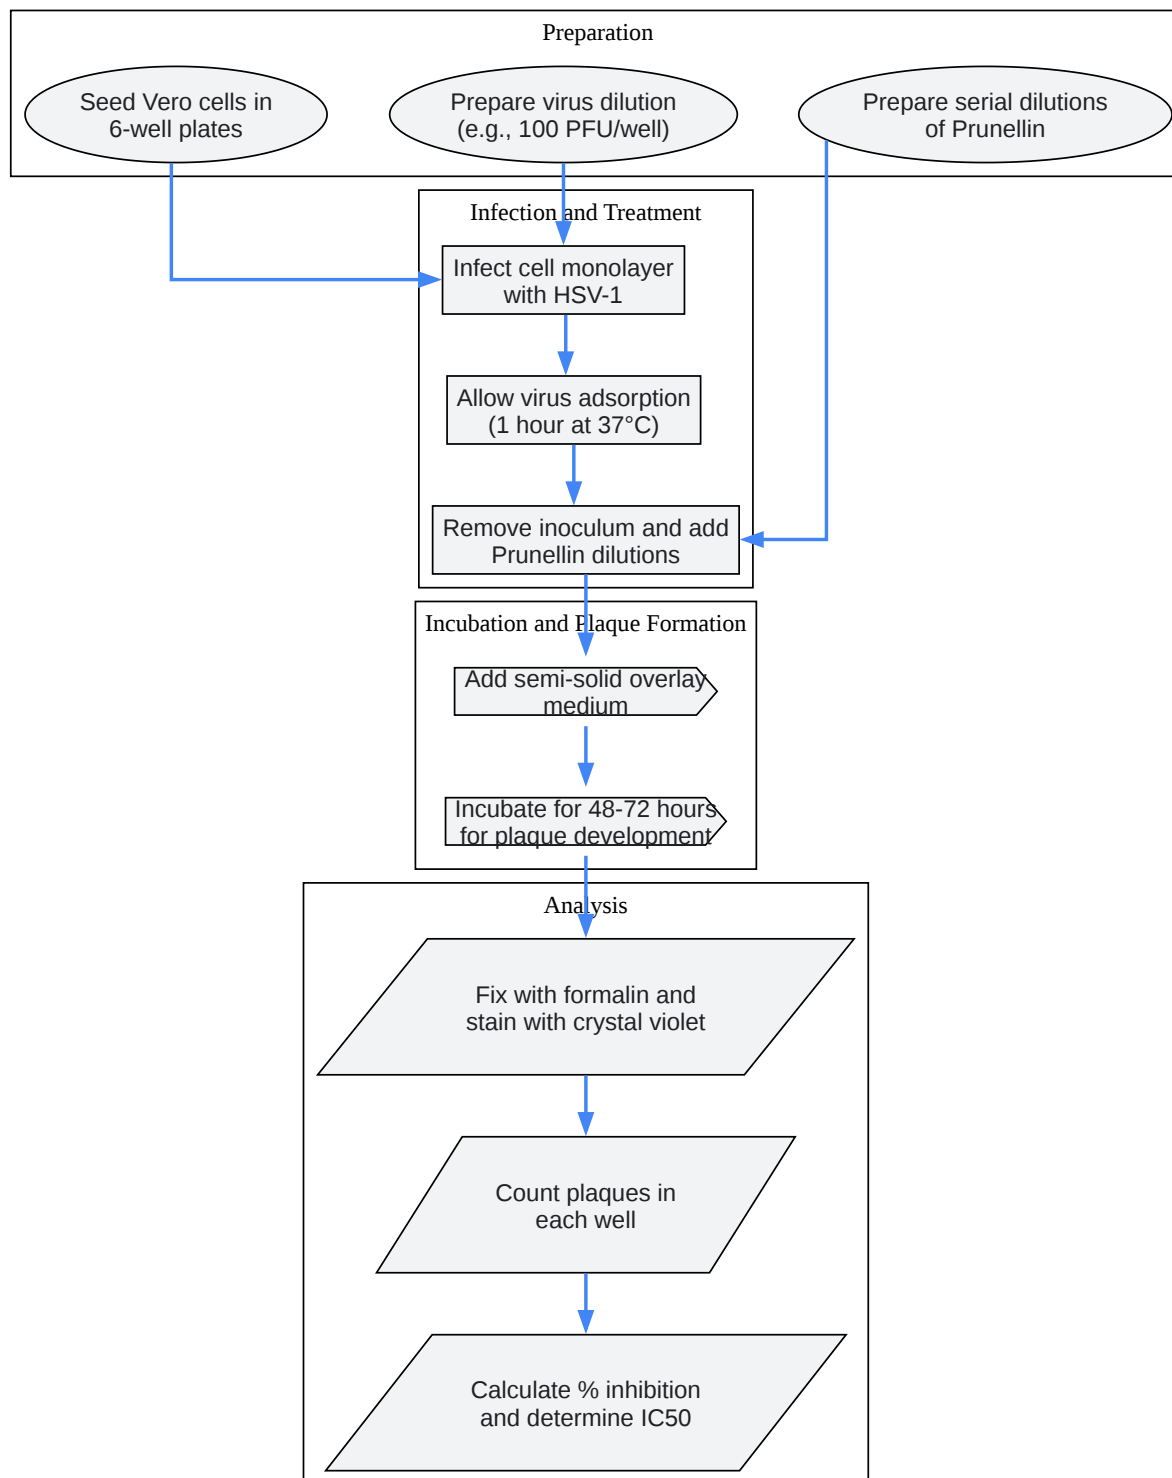 Preparation
Seed Vero cells in
6-well plates
Prepare virus dilution
(e.g., 100 PFU/well)
Prepare serial dilutions
of Prunellin
Infection and Treatment
Infect cell monolayer
with HSV-1
Allow virus adsorption
(1 hour at 37°C)
Remove inoculum and add
Prunellin dilutions
Incubation and Plaque Formation
Add semi-solid overlay
medium
Incubate for 48-72 hours
for plaque development
Analysis
Fix with formalin and
stain with crystal violet
Count plaques in
each well
Calculate % inhibition
and determine IC50